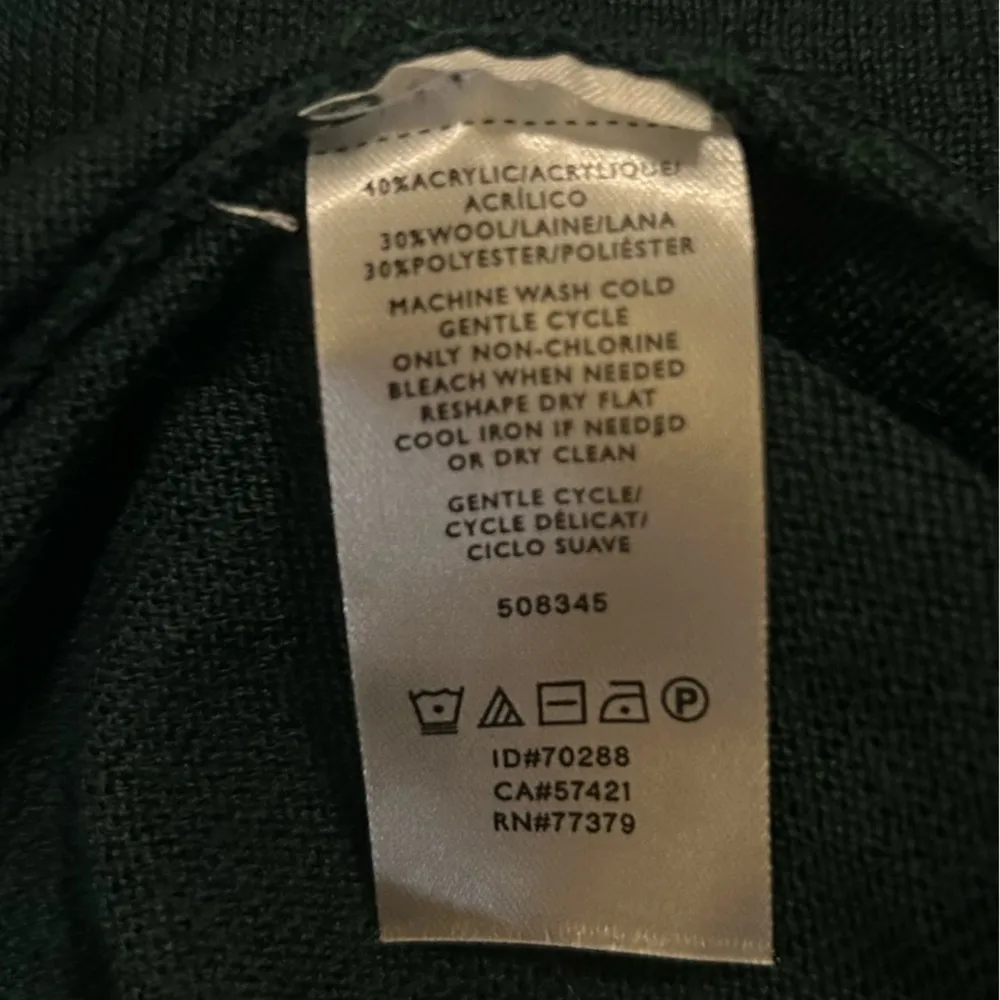 40%ACRYLIC/ACRYLIQUE/
ACRÍLICO
30%WOOL/LAINE/LANA
30%POLYESTER/POLIÉSTER
MACHINE WASH COLD
GENTLE CYCLE
ONLY NON-CHLORINE
BLEACH WHEN NEEDED
RESHAPE DRY FLAT
COOL IRON IF NEEDED
OR DRY CLEAN
GENTLE CYCLE/
CYCLE DÉLICAT/
CICLO SUAVE
508345
P
ID#70288
CA#57421
RN#77379